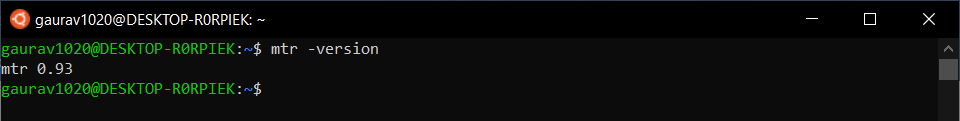 gaurav1020@DESKTOP-R0RPIEK: ~
gaurav1020@DESKTOP-R0RPIEK:~$ mtr -version
mtr 0.93
gaurav1020@DESKTOP-R0RPIEK:~$